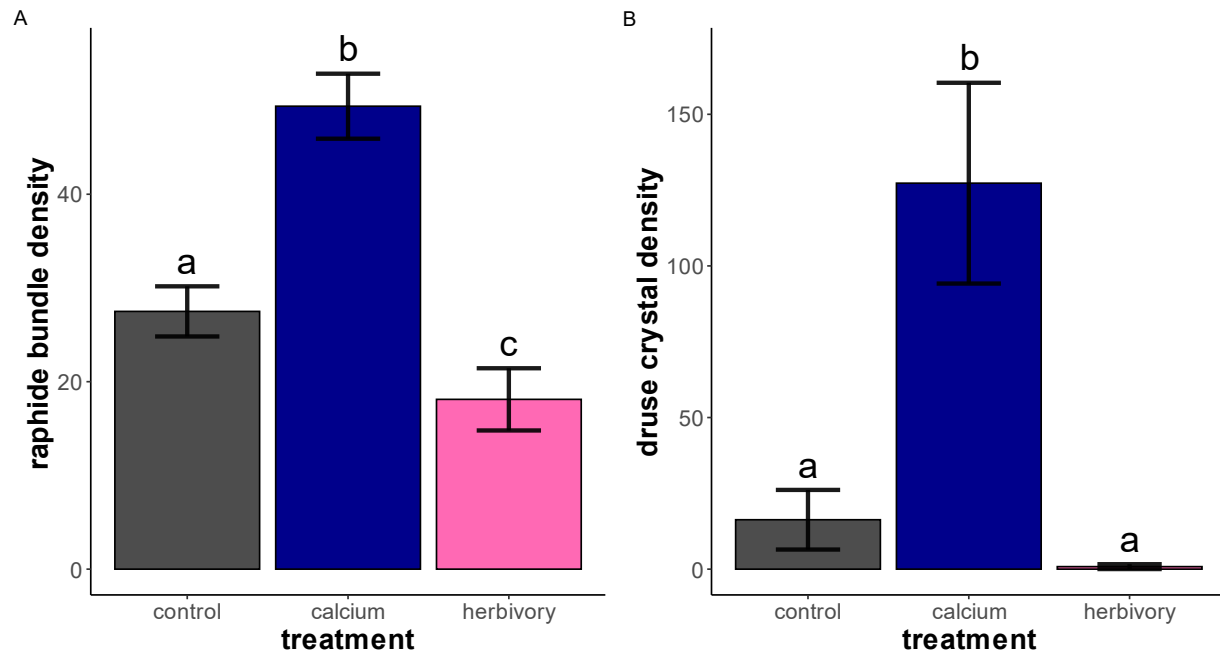 A
raphide bundle density
40
20
0
a
b
c
control calcium herbivory
treatment
B
druse crystal density
150
100
50
0
a
b
a
control calcium herbivory
treatment